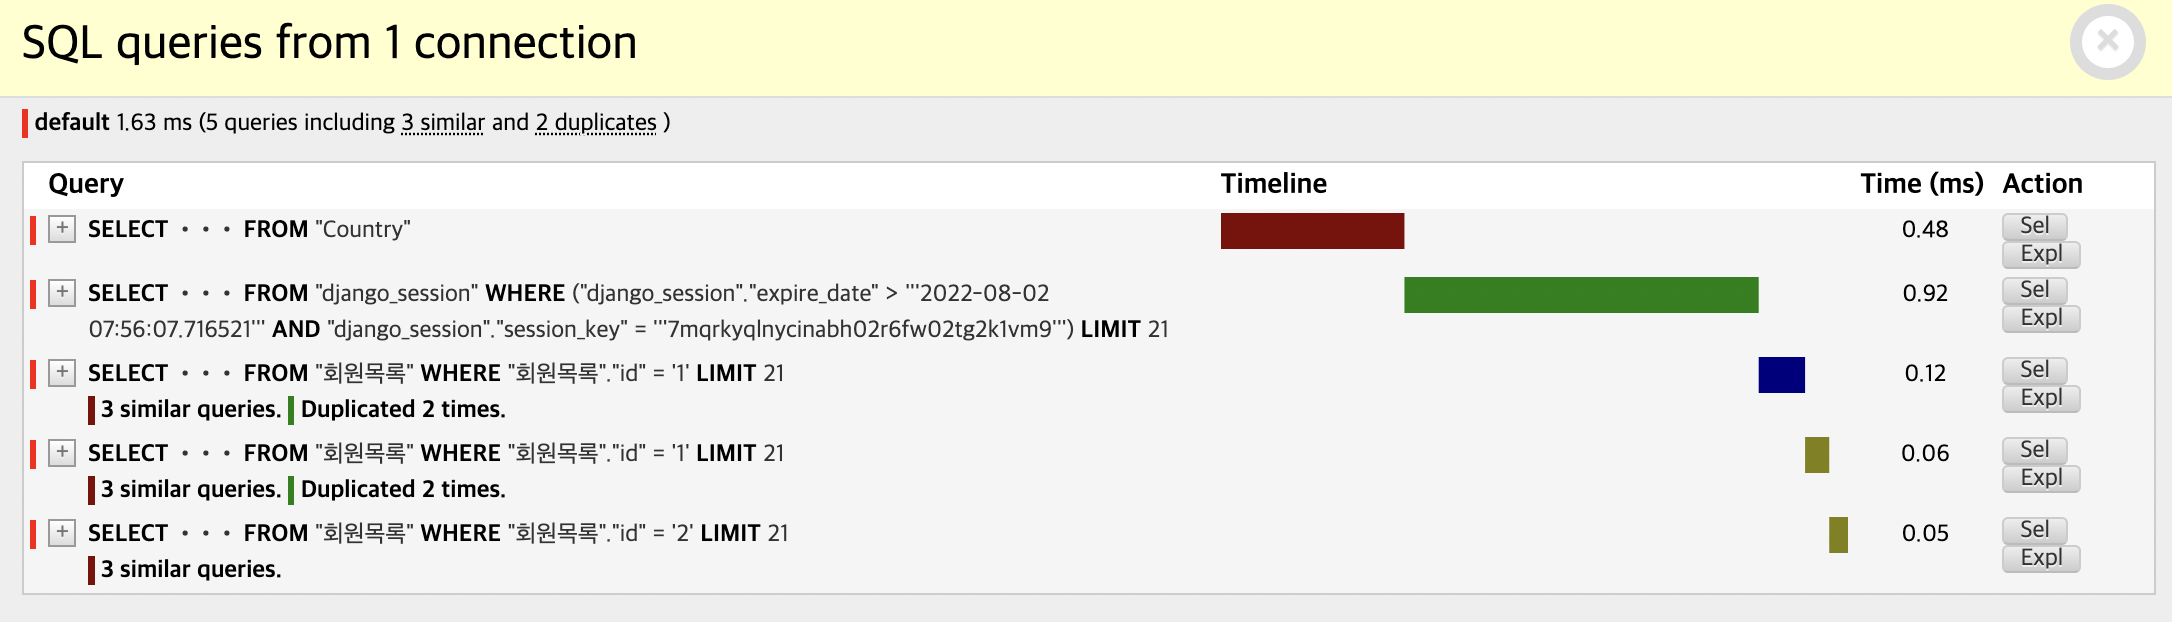 SQL queries from 1 connection
default 1.63 ms (5 queries including 3 similar and 2 duplicates )
Query Timeline Time (ms) Action
+ SELECT ··· FROM "Country" 0.48 Sel
Expl
+ SELECT ··· FROM "django_session" WHERE ("django_session"."expire_date" > '''2022-08-02 0.92 Sel
07:56:07.716521''' AND "django_session"."session_key" = '''7mqrkyqlnycinabh02r6fw02tg2k1vm9''') LIMIT 21 Expl
+ SELECT ··· FROM "회원목록" WHERE "회원목록"."id" = '1' LIMIT 21 0.12 Sel
3 similar queries. Duplicated 2 times. Expl
+ SELECT ··· FROM "회원목록" WHERE "회원목록"."id" = '1' LIMIT 21 0.06 Sel
3 similar queries. Duplicated 2 times. Expl
+ SELECT ··· FROM "회원목록" WHERE "회원목록"."id" = '2' LIMIT 21 0.05 Sel
3 similar queries. Expl